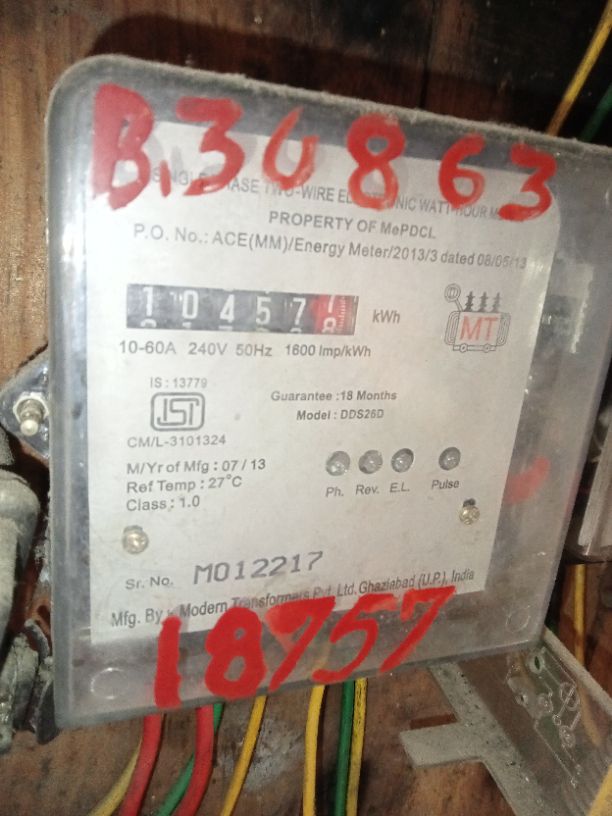 B.30863
SINGLE PHASE TWO-WIRE ELECTRONIC WATT-HOUR
PROPERTY OF MePDCL
P.O. No.: ACE(MM)/Energy Meter/2013/3 dated 08/05/13
10457 kWh
MT
10-60A 240V 50Hz 1600 Imp/kWh
IS : 13779
ISI
CM/L-3101324
Guarantee :18 Months
Model : DDS26D
M/Yr of Mfg : 07 / 13
Ref Temp : 27°C
Class : 1.0
Ph. Rev. E.L. Pulse
Sr. No. M012217
Mfg. By : Modern Transformers Pvt. Ltd. Ghaziabad (U.P.), India
18757